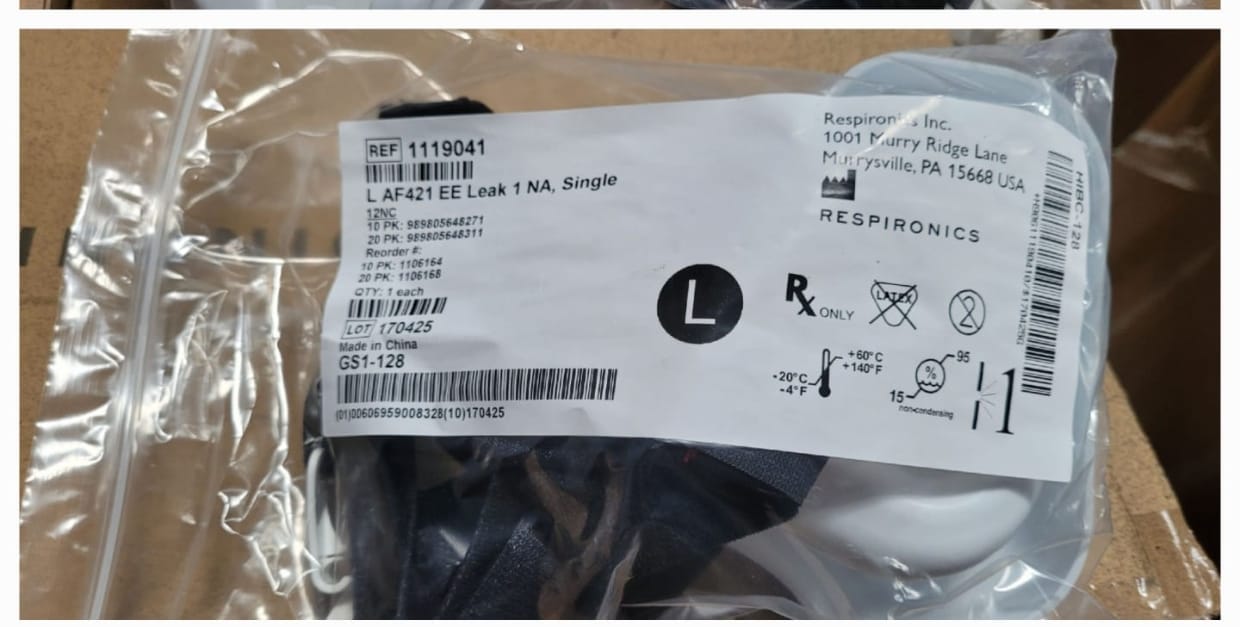 REF 1119041
L AF421 EE Leak 1 NA, Single
12NC
10 PK: 989805648271
20 PK: 989805648311
Reorder #:
10 PK: 1106164
20 PK: 1106168
QTY: 1 each
LOT 170425
Made in China
GS1-128
(01)00606959008328(10)170425
L
Respironics Inc.
1001 Murry Ridge Lane
Murrysville, PA 15668 USA
RESPIRONICS
Rx ONLY
LATEX
2
+60°C
+140°F
-20°C
-4°F
95
%
15
non-condensing
1
HIBC-128